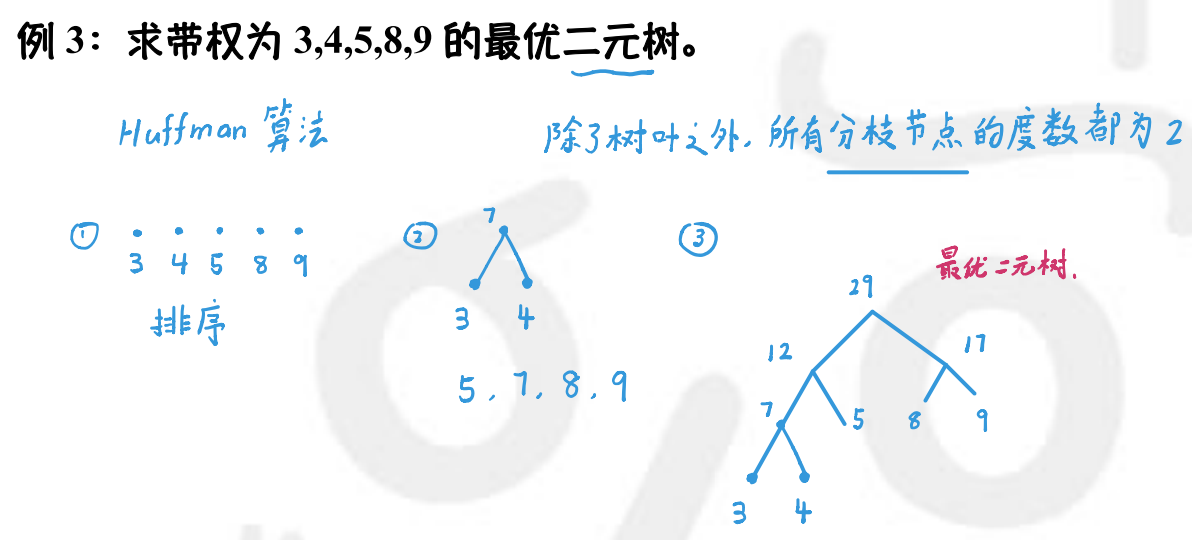 例 3：求带权为 3,4,5,8,9 的最优二元树。
Huffman 算法
除了树叶之外，所有分枝节点的度数都为2
① 3 4 5 8 9
排序
②
7
3 4
5, 7, 8, 9
③
最优二元树.
29
12 17
7 5 8 9
3 4